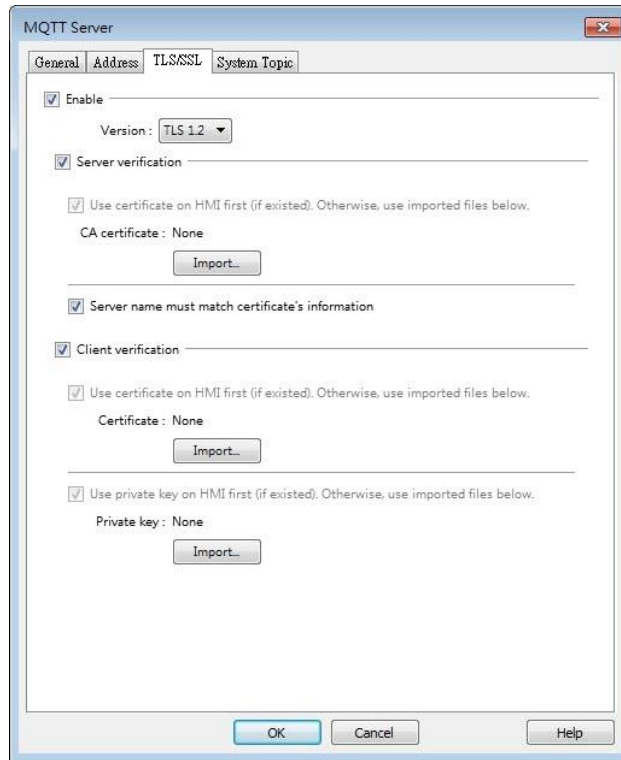 MQTT Server
General Address TLS/SSL System Topic
Enable
Version : TLS 1.2
Server verification
Use certificate on HMI first (if existed). Otherwise, use imported files below.
CA certificate : None
Import...
Server name must match certificate's information
Client verification
Use certificate on HMI first (if existed). Otherwise, use imported files below.
Certificate : None
Import...
Use private key on HMI first (if existed). Otherwise, use imported files below.
Private key : None
Import...
OK Cancel Help